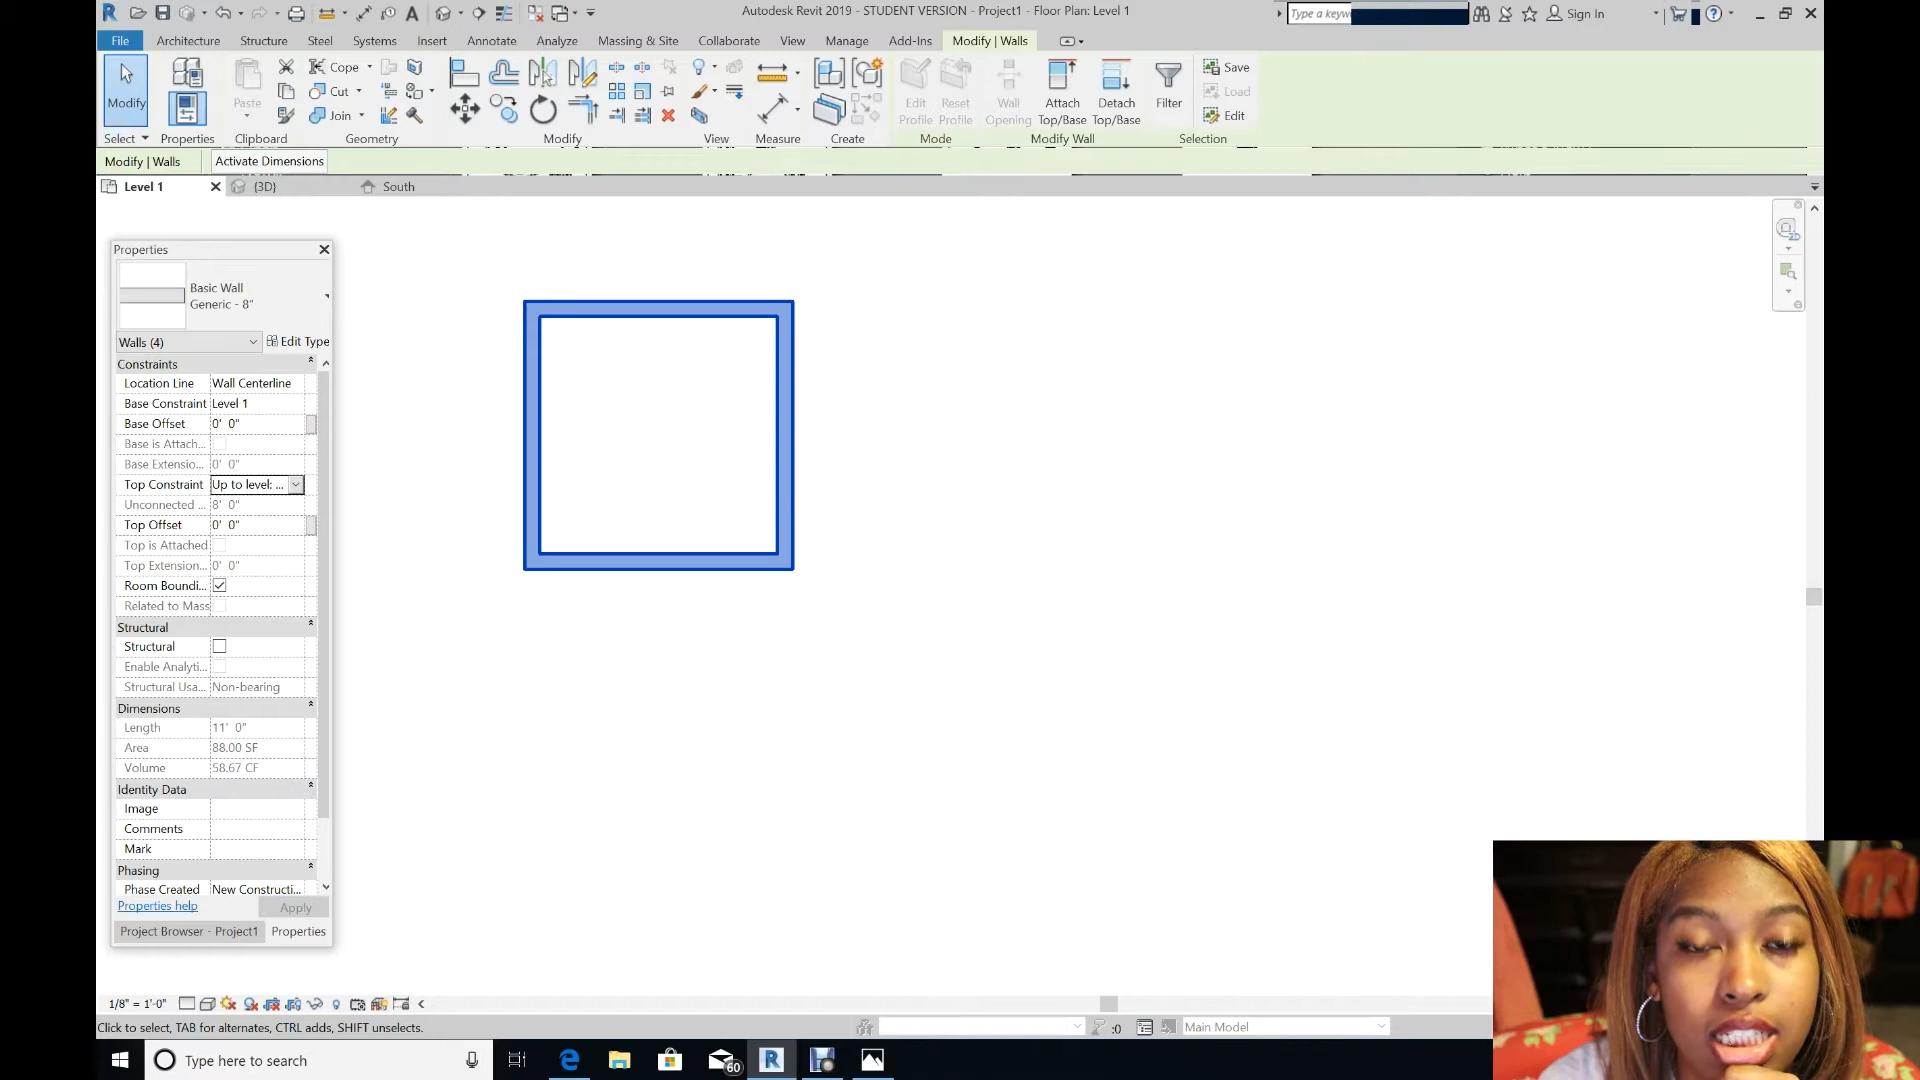 Autodesk Revit 2019 - STUDENT VERSION - Project1 - Floor Plan: Level 1
Type a keyw
Sign In
File Architecture Structure Steel Systems Insert Annotate Analyze Massing & Site Collaborate View Manage Add-Ins Modify | Walls
Modify
Paste
Cope
Cut
Join
Edit Profile
Reset Profile
Wall Opening
Attach Top/Base
Detach Top/Base
Filter
Save
Load
Edit
Select Properties Clipboard Geometry Modify View Measure Create Mode Modify Wall Selection
Modify | Walls Activate Dimensions
Level 1 {3D} South
Properties
Basic Wall
Generic - 8"
Walls (4) Edit Type
Constraints
Location Line Wall Centerline
Base Constraint Level 1
Base Offset 0' 0"
Base is Attach...
Base Extensio... 0' 0"
Top Constraint Up to level: ...
Unconnected ... 8' 0"
Top Offset 0' 0"
Top is Attached
Top Extension... 0' 0"
Room Boundi...
Related to Mass
Structural
Structural
Enable Analyti...
Structural Usa... Non-bearing
Dimensions
Length 11' 0"
Area 88.00 SF
Volume 58.67 CF
Identity Data
Image
Comments
Mark
Phasing
Phase Created New Constructi...
Properties help Apply
Project Browser - Project1 Properties
1/8" = 1'-0"
Click to select, TAB for alternates, CTRL adds, SHIFT unselects.
:0
Main Model
Type here to search
60